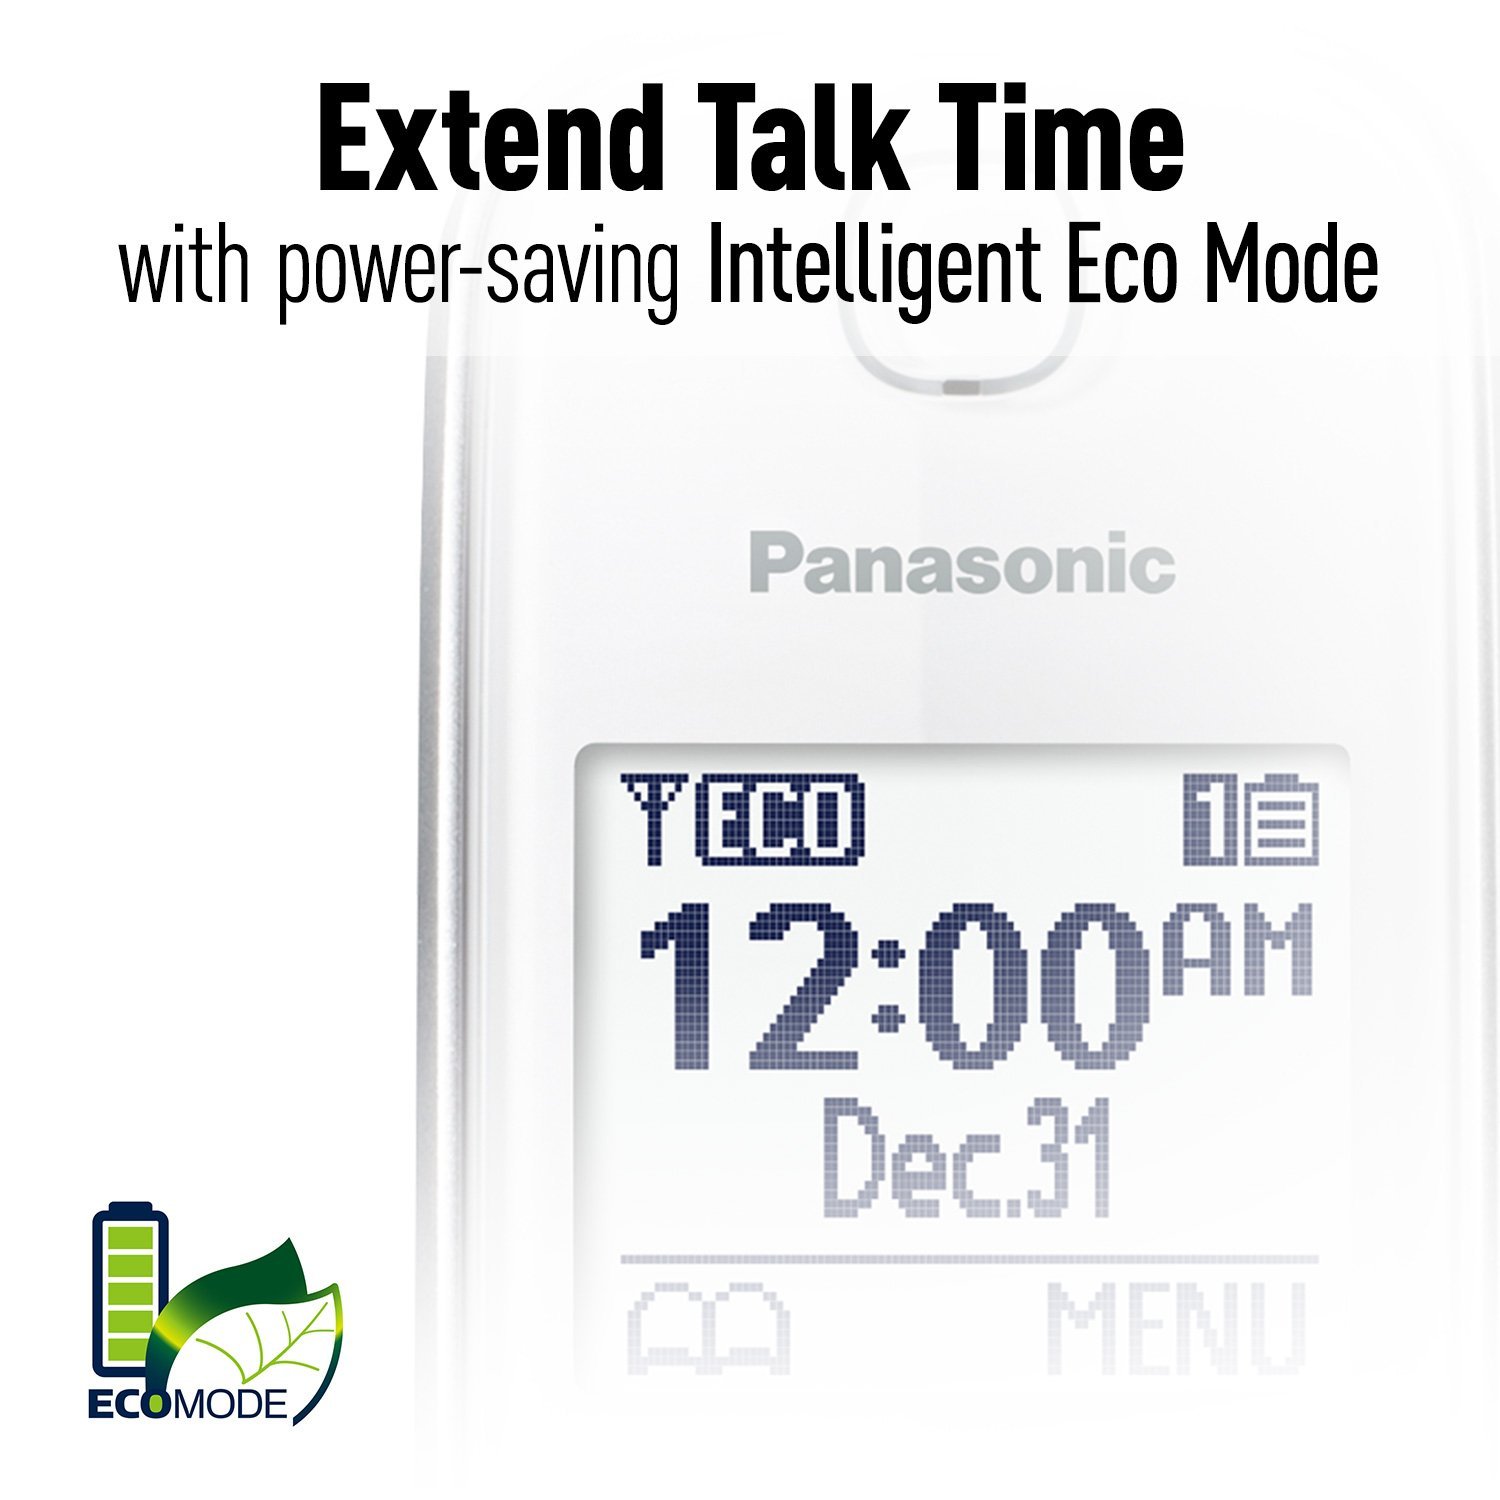 Extend Talk Time
with power-saving Intelligent Eco Mode
Panasonic
ECO 1
12:00AM
Dec.31
MENU
ECOMODE